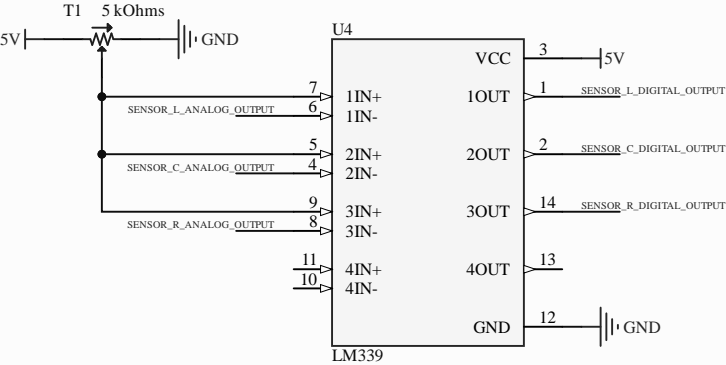 T1 5 kOhms
5V GND
U4
VCC 3 5V
7 1IN+ 1OUT 1 SENSOR_L_DIGITAL_OUTPUT
SENSOR_L_ANALOG_OUTPUT 6 1IN-
5 2IN+ 2OUT 2 SENSOR_C_DIGITAL_OUTPUT
SENSOR_C_ANALOG_OUTPUT 4 2IN-
9 3IN+ 3OUT 14 SENSOR_R_DIGITAL_OUTPUT
SENSOR_R_ANALOG_OUTPUT 8 3IN-
11 4IN+ 4OUT 13
10 4IN-
GND 12 GND
LM339